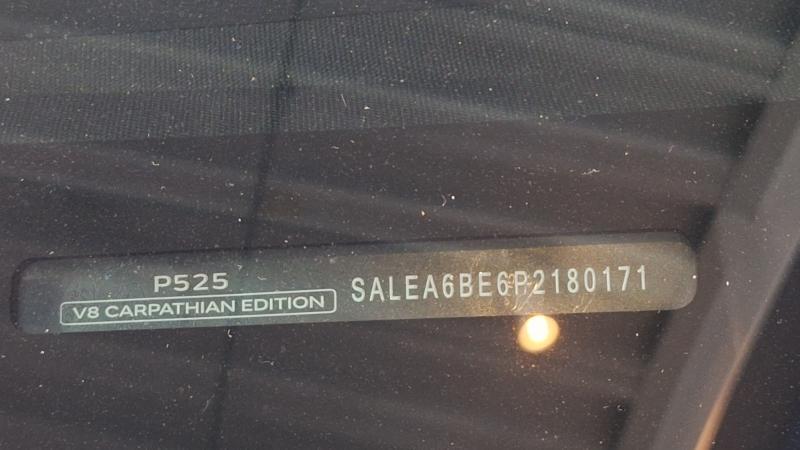 P525
V8 CARPATHIAN EDITION
SALEA6BE6P2180171